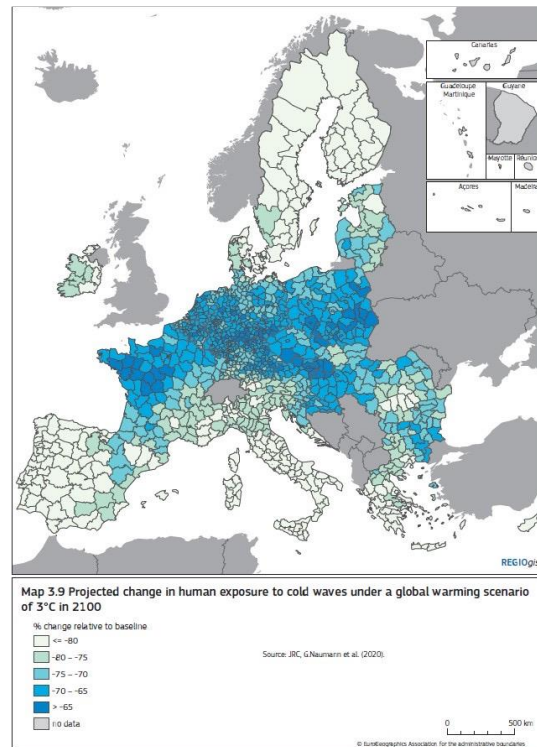 Canarias
Guadeloupe
Martinique
Guyane
Mayotte
Réunion
Açores
Madeira
REGIOgis
Map 3.9 Projected change in human exposure to cold waves under a global warming scenario
of 3°C in 2100
% change relative to baseline
<= -80
-80 – -75
-75 – -70
-70 – -65
> -65
no data
Source: JRC, G.Naumann et al. (2020).
0 500 km
© EuroGeographics Association for the administrative boundaries